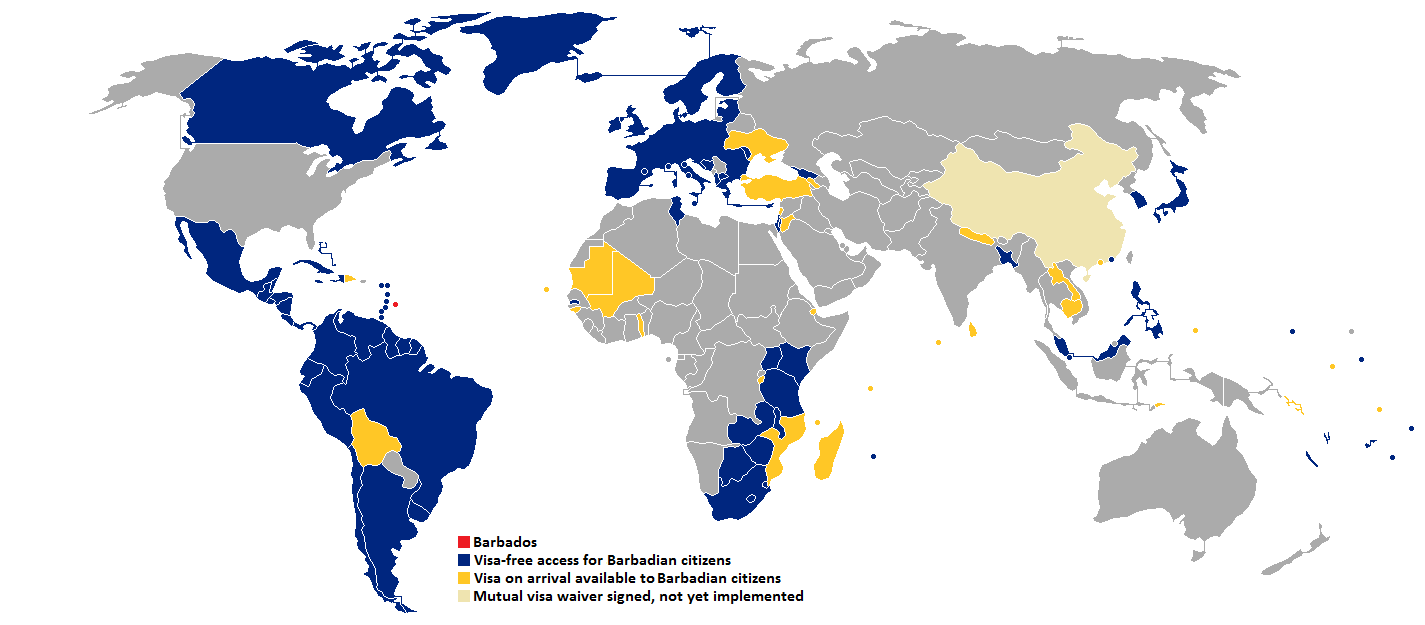 Barbados
Visa-free access for Barbadian citizens
Visa on arrival available to Barbadian citizens
Mutual visa waiver signed, not yet implemented